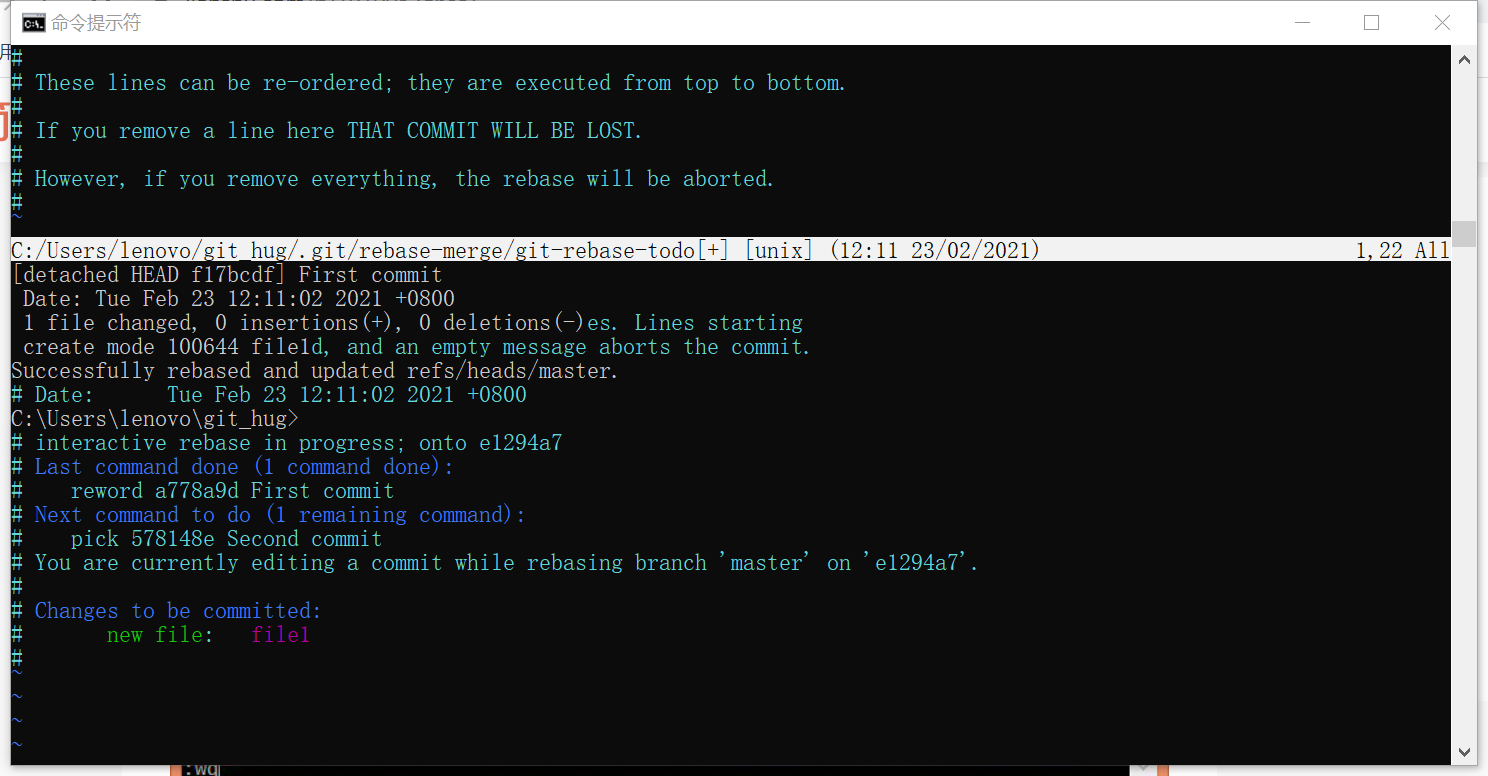 命令提示符
#
# These lines can be re-ordered; they are executed from top to bottom.
#
# If you remove a line here THAT COMMIT WILL BE LOST.
#
# However, if you remove everything, the rebase will be aborted.
#
~
C:/Users/lenovo/git_hug/.git/rebase-merge/git-rebase-todo[+] [unix] (12:11 23/02/2021) 1,22 All
[detached HEAD f17bcdf] First commit
Date: Tue Feb 23 12:11:02 2021 +0800
1 file changed, 0 insertions(+), 0 deletions(-)es. Lines starting
create mode 100644 file1d, and an empty message aborts the commit.
Successfully rebased and updated refs/heads/master.
# Date: Tue Feb 23 12:11:02 2021 +0800
C:\Users\lenovo\git_hug>
# interactive rebase in progress; onto e1294a7
# Last command done (1 command done):
# reword a778a9d First commit
# Next command to do (1 remaining command):
# pick 578148e Second commit
# You are currently editing a commit while rebasing branch 'master' on 'e1294a7'.
#
# Changes to be committed:
# new file: file1
#
~
~
~
~
:wq